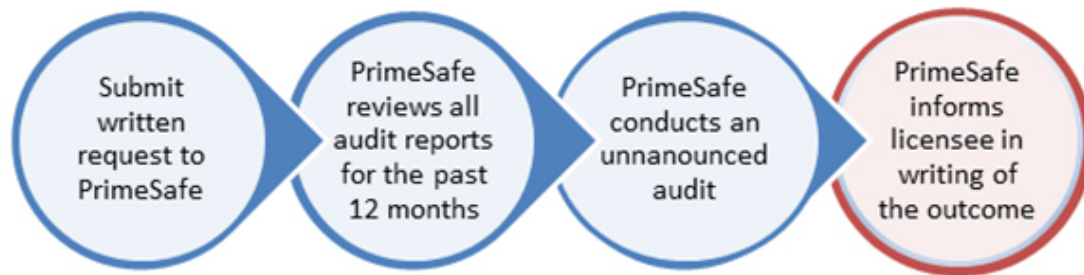 Submit
written
request to
PrimeSafe
PrimeSafe
reviews all
audit reports
for the past
12 months
PrimeSafe
conducts an
unnanounced
audit
PrimeSafe
informs
licensee in
writing of
the outcome